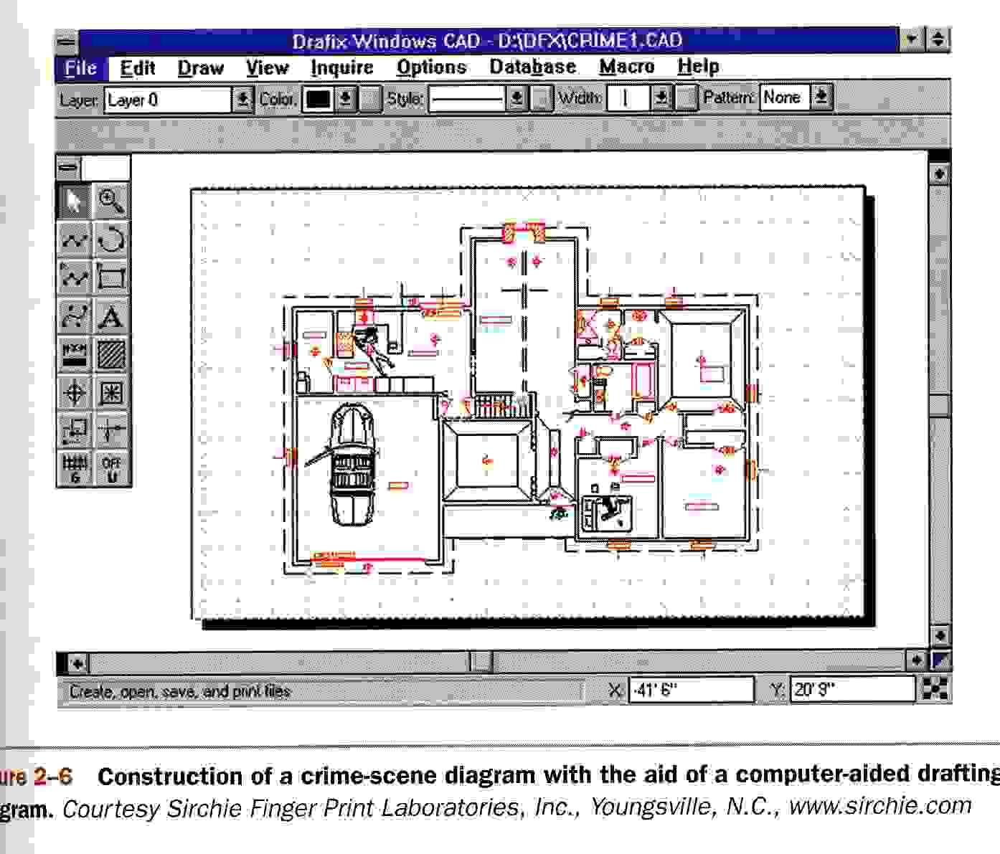 Drafix Windows CAD - D:\DFX\CRIME1.CAD
File Edit Draw View Inquire Options Database Macro Help
Layer: Layer 0 Color: Style: Width: Pattern: None
A
G OFF U
Create, open, save, and print files X: -41' 6" Y: 20' 9"
ure 2–6 Construction of a crime-scene diagram with the aid of a computer-aided drafting
gram. Courtesy Sirchie Finger Print Laboratories, Inc., Youngsville, N.C., www.sirchie.com